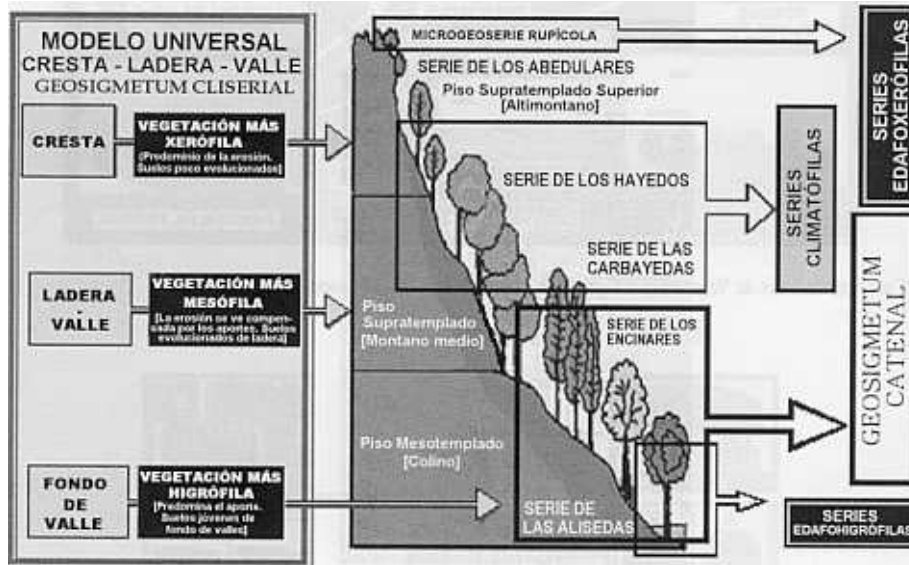 MODELO UNIVERSAL
CRESTA - LADERA - VALLE
GEOSIGMETUM CLISERIAL
CRESTA
VEGETACIÓN MÁS
XERÓFILA
[Predominio de la erosión.
Suelos poco evolucionados]
LADERA
-
VALLE
VEGETACIÓN MÁS
MESÓFILA
[La erosión se ve compen-
sada por los aportes. Suelos
evolucionados de ladera]
FONDO
DE
VALLE
VEGETACIÓN MÁS
HIGRÓFILA
[Predomina el aporte.
Suelos jóvenes de
fondo de valles]
MICROGEOSERIE RUPÍCOLA
SERIE DE LOS ABEDULARES
Piso Supratemplado Superior
[Altimontano]
SERIE DE LOS HAYEDOS
SERIE DE LAS
CARBAYEDAS
Piso
Supratemplado
[Montano medio]
SERIE DE LOS
ENCINARES
Piso Mesotemplado
[Colino]
SERIE DE
LAS ALISEDAS
SERIES
EDAFOXERÓFILAS
SERIES
CLIMATÓFILAS
GEOSIGMETUM
CATENAL
SERIES
EDAFOHIGRÓFILAS